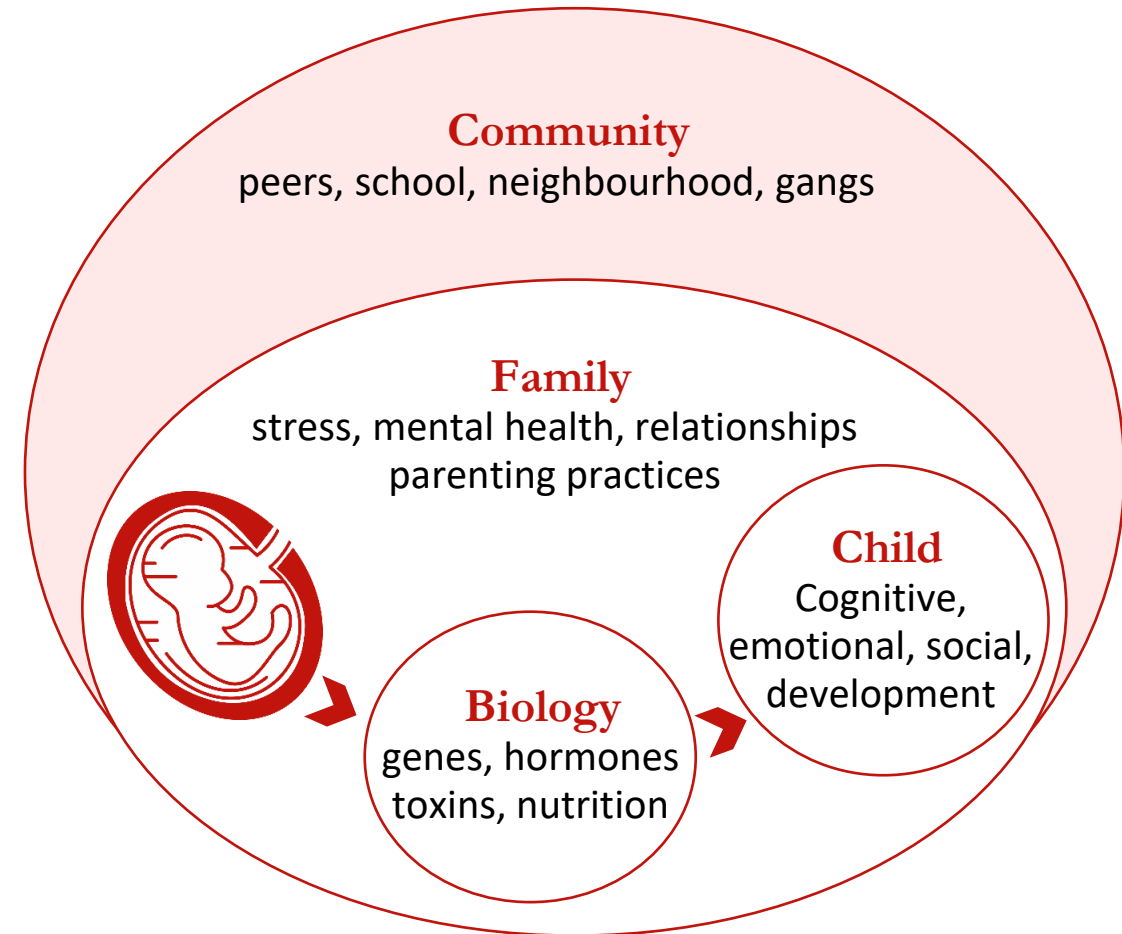 Community
peers, school, neighbourhood, gangs
Family
stress, mental health, relationships
parenting practices
Child
Cognitive,
emotional, social,
development
Biology
genes, hormones
toxins, nutrition